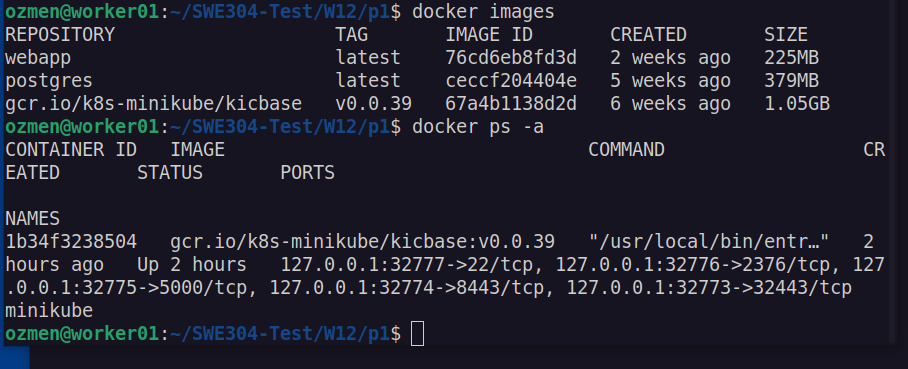 ozmen@worker01:~/SWE304-Test/W12/p1$ docker images
REPOSITORY TAG IMAGE ID CREATED SIZE
webapp latest 76cd6eb8fd3d 2 weeks ago 225MB
postgres latest ceccf204404e 5 weeks ago 379MB
gcr.io/k8s-minikube/kicbase v0.0.39 67a4b1138d2d 6 weeks ago 1.05GB
ozmen@worker01:~/SWE304-Test/W12/p1$ docker ps -a
CONTAINER ID IMAGE COMMAND CR
EATED STATUS PORTS
NAMES
1b34f3238504 gcr.io/k8s-minikube/kicbase:v0.0.39 "/usr/local/bin/entr…" 2
hours ago Up 2 hours 127.0.0.1:32777->22/tcp, 127.0.0.1:32776->2376/tcp, 127
.0.0.1:32775->5000/tcp, 127.0.0.1:32774->8443/tcp, 127.0.0.1:32773->32443/tcp
minikube
ozmen@worker01:~/SWE304-Test/W12/p1$